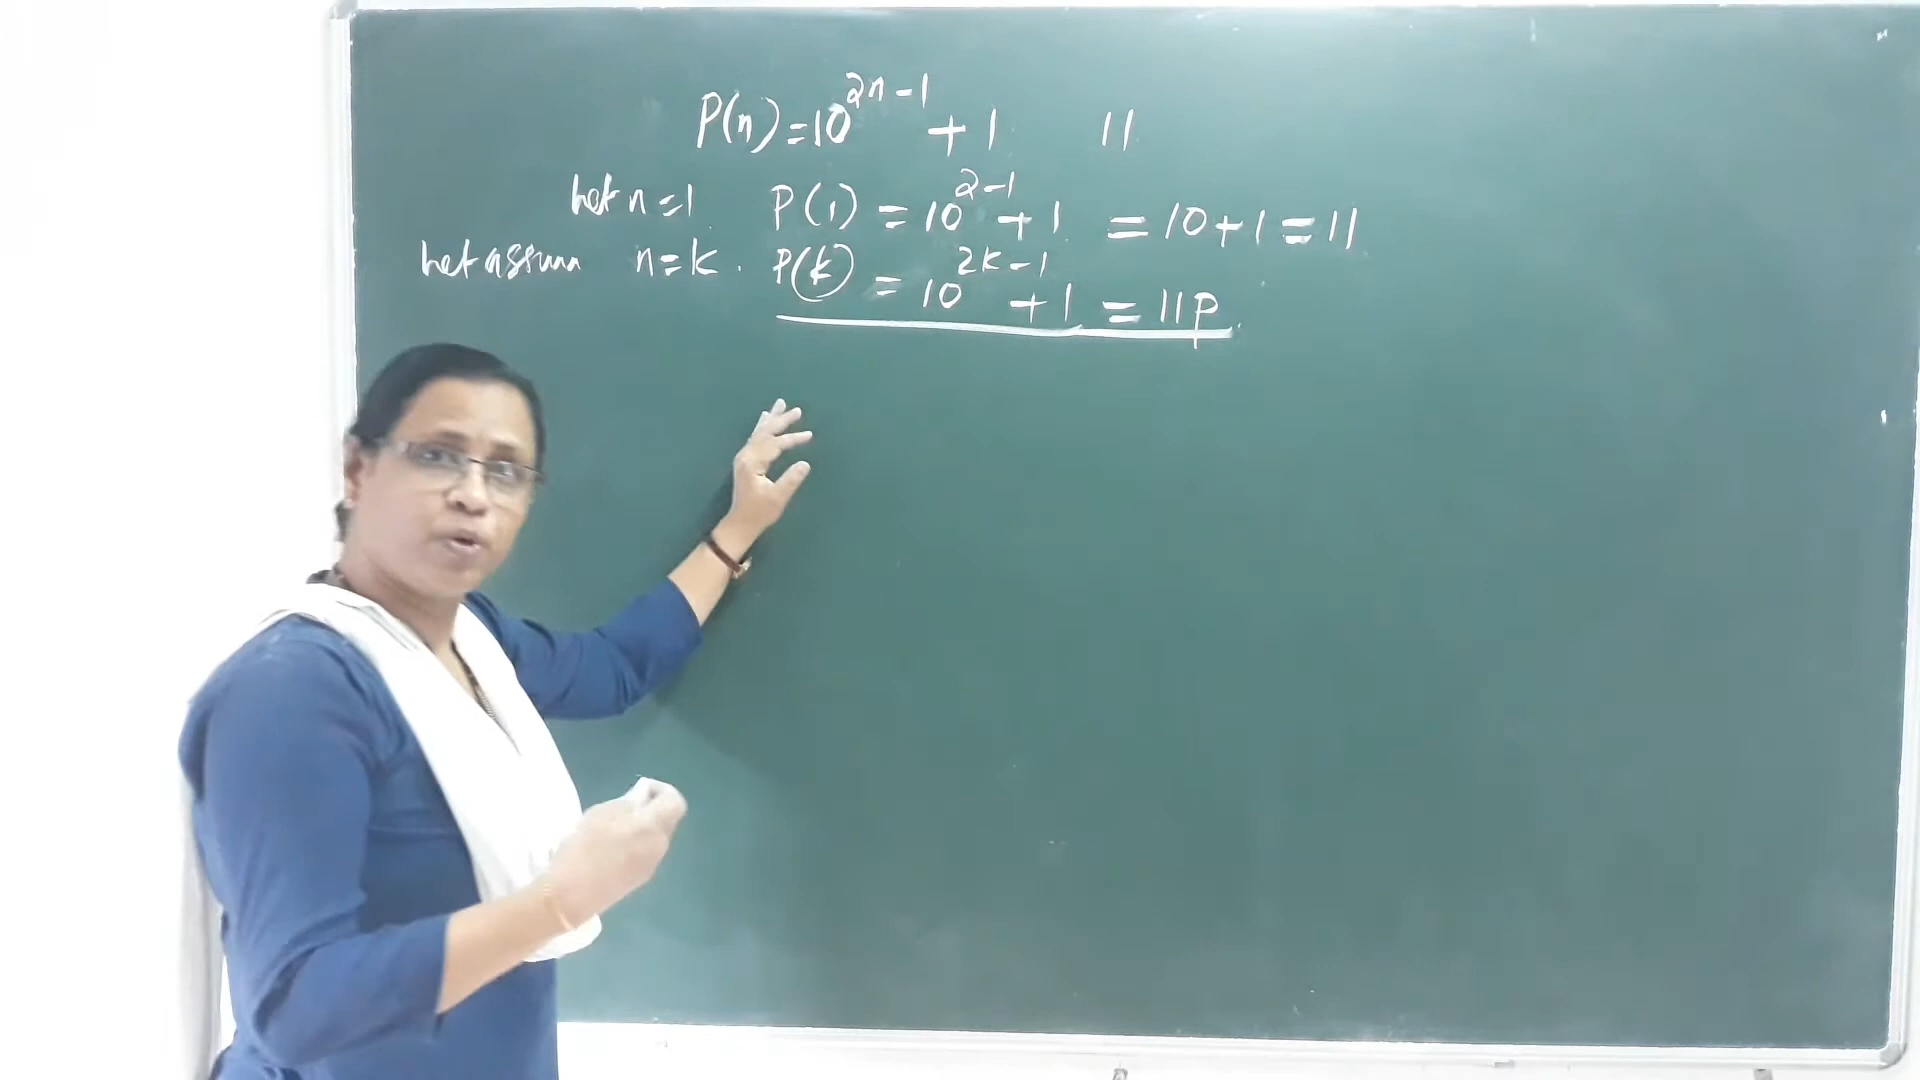 P(n) = 10^{2n-1} + 1 11
Let n = 1 P(1) = 10^{2-1} + 1 = 10 + 1 = 11
Let assum n = k. P(k) = 10^{2k-1} + 1 = 11p